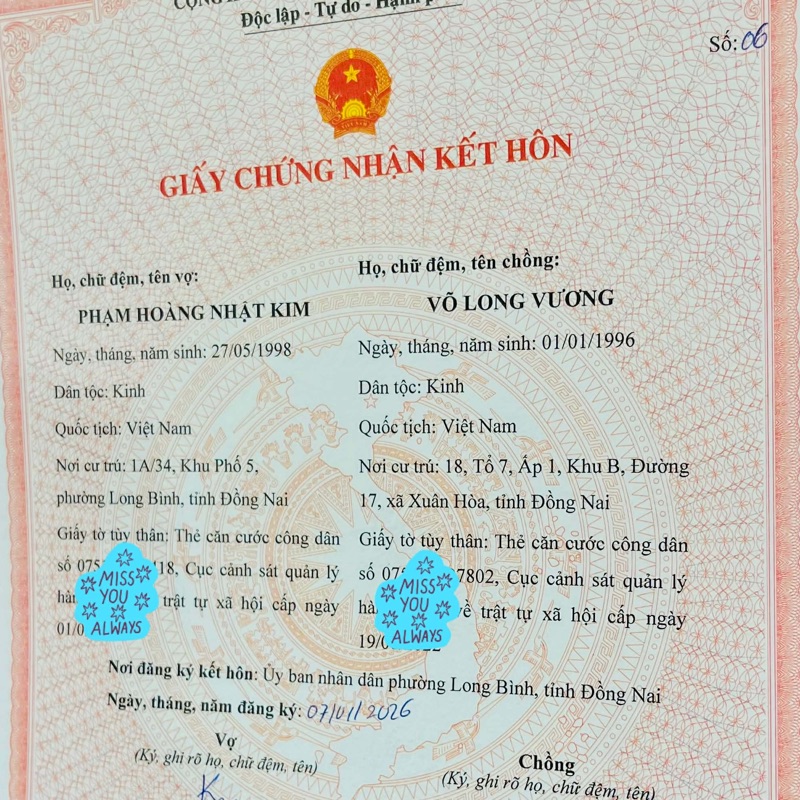 Độc lập - Tự do - Hạnh
Số: 06
GIẤY CHỨNG NHẬN KẾT HÔN
Họ, chữ đệm, tên vợ:
PHẠM HOÀNG NHẬT KIM
Ngày, tháng, năm sinh: 27/05/1998
Dân tộc: Kinh
Quốc tịch: Việt Nam
Nơi cư trú: 1A/34, Khu Phố 5,
phường Long Bình, tỉnh Đồng Nai
Giấy tờ tùy thân: Thẻ căn cước công dân
số 075 118, Cục cảnh sát quản lý
trật tự xã hội cấp ngày
01/0
MISS
YOU
ALWAYS
Họ, chữ đệm, tên chồng:
VÕ LONG VƯƠNG
Ngày, tháng, năm sinh: 01/01/1996
Dân tộc: Kinh
Quốc tịch: Việt Nam
Nơi cư trú: 18, Tổ 7, Ấp 1, Khu B, Đường
17, xã Xuân Hòa, tỉnh Đồng Nai
Giấy tờ tùy thân: Thẻ căn cước công dân
số 07 7802, Cục cảnh sát quản lý
về trật tự xã hội cấp ngày
19/0
MISS
YOU
ALWAYS
Nơi đăng ký kết hôn: Ủy ban nhân dân phường Long Bình, tỉnh Đồng Nai
Ngày, tháng, năm đăng ký: 07/01/2026
Vợ
(Ký, ghi rõ họ, chữ đệm, tên)
Chồng
(Ký, ghi rõ họ, chữ đệm, tên)